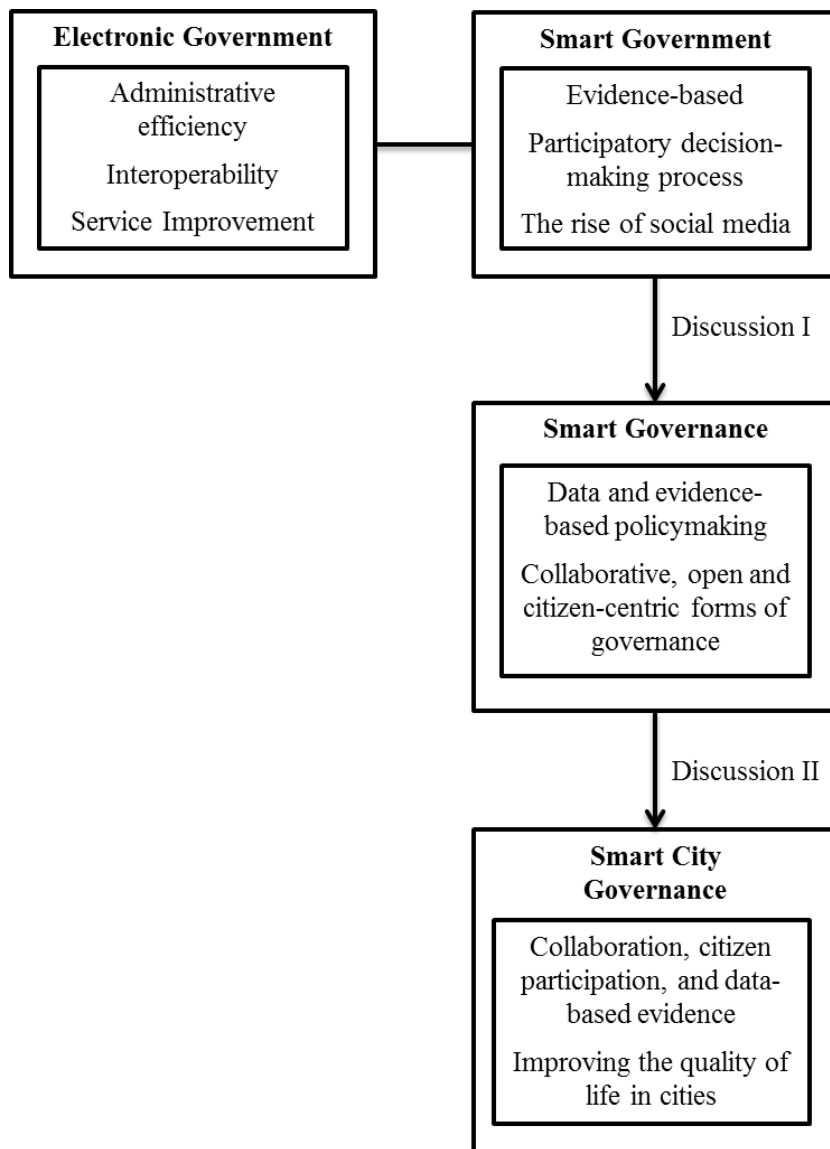 Electronic Government
Administrative
efficiency
Interoperability
Service Improvement
Smart Government
Evidence-based
Participatory decision-
making process
The rise of social media
Discussion I
Smart Governance
Data and evidence-
based policymaking
Collaborative, open and
citizen-centric forms of
governance
Discussion II
Smart City
Governance
Collaboration, citizen
participation, and data-
based evidence
Improving the quality of
life in cities